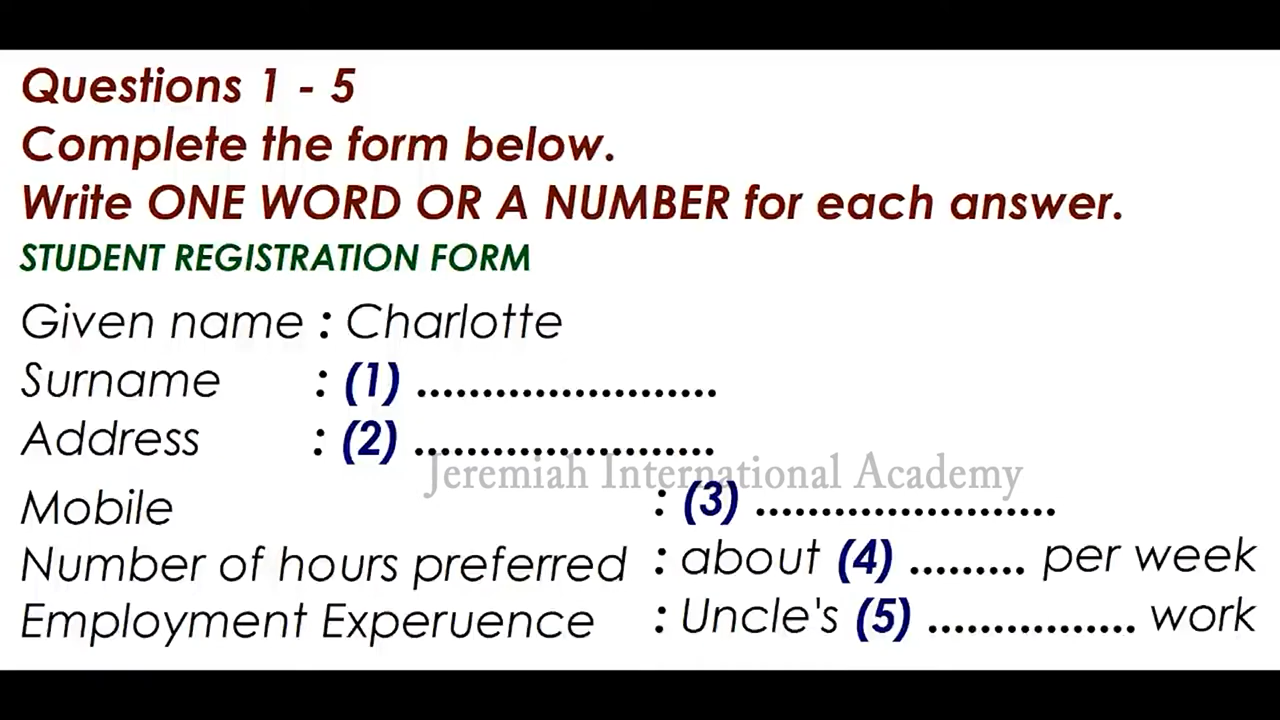 Questions 1 - 5
Complete the form below.
Write ONE WORD OR A NUMBER for each answer.
STUDENT REGISTRATION FORM
Given name : Charlotte
Surname : (1) .......................
Address : (2) .......................
Jeremiah International Academy
Mobile : (3) .......................
Number of hours preferred : about (4) ......... per week
Employment Experuence : Uncle's (5) ................ work